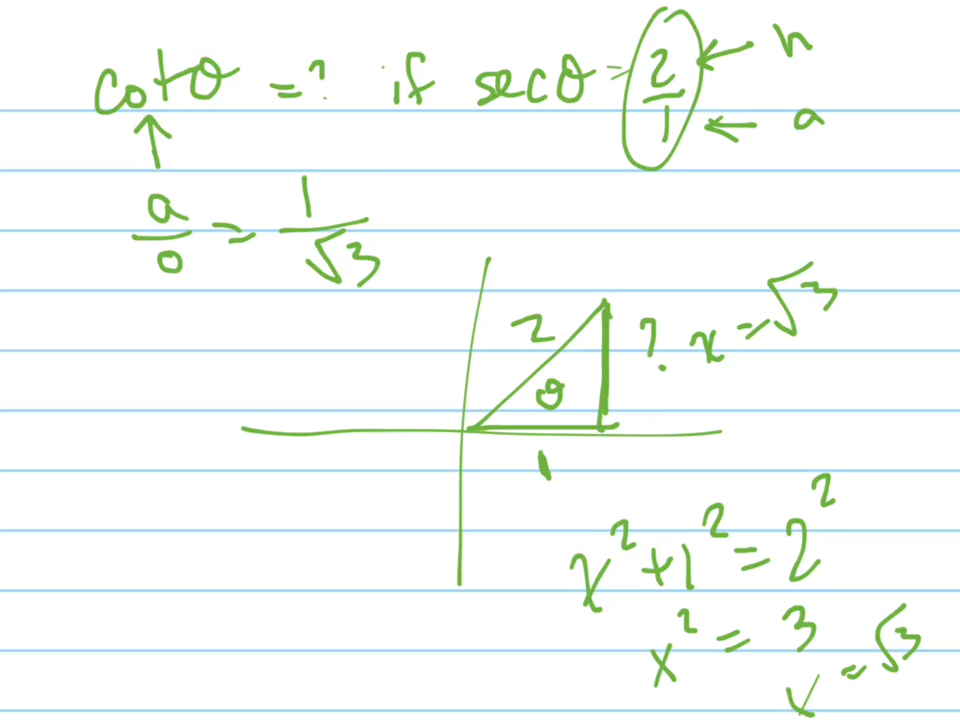 cotθ = ? if secθ = 2/1 ← h
← a
a/o = 1/√3
2 ? x = √3
θ
1
x² + 1² = 2²
x² = 3
x = √3